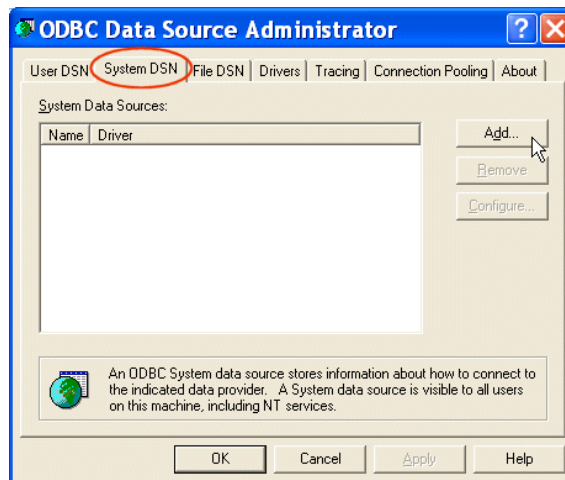 ODBC Data Source Administrator
User DSN System DSN File DSN Drivers Tracing Connection Pooling About
System Data Sources:
Name Driver
Add...
Remove
Configure...
An ODBC System data source stores information about how to connect to
the indicated data provider. A System data source is visible to all users
on this machine, including NT services.
OK Cancel Apply Help